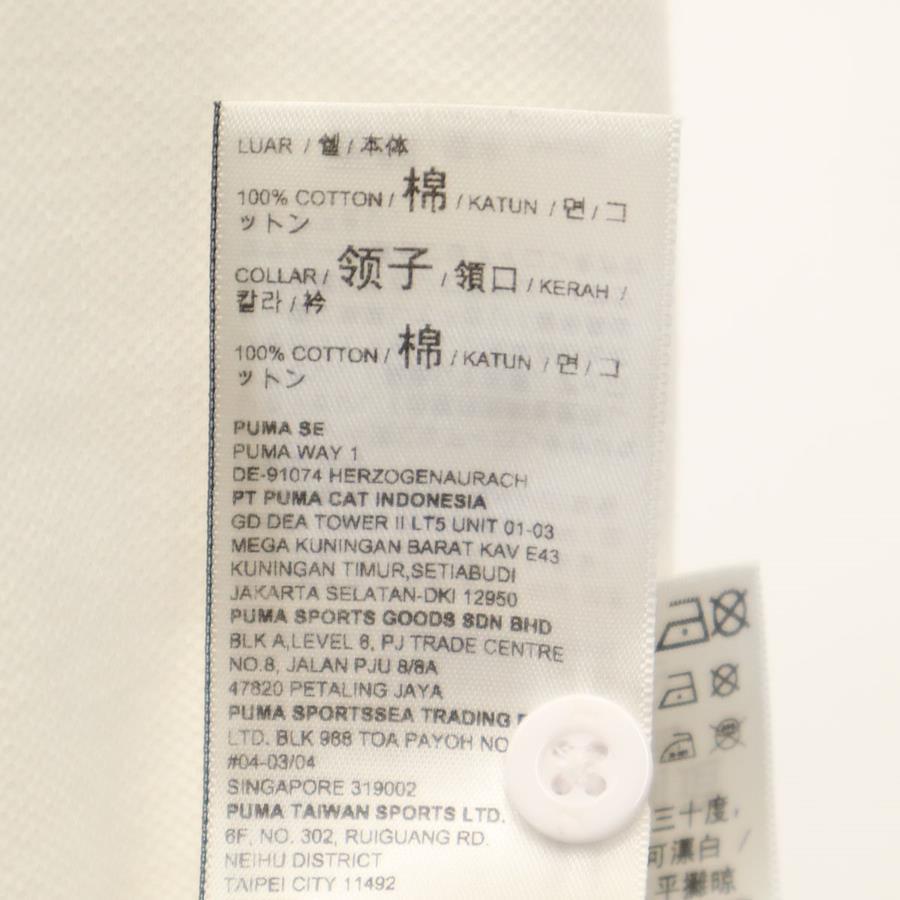 LUAR / 쉘 / 本体
100% COTTON / 棉 / KATUN / 면 / コ
ットン
COLLAR / 领子 / 領口 / KERAH /
칼라 / 衿
100% COTTON / 棉 / KATUN / 면 / コ
ットン
PUMA SE
PUMA WAY 1
DE-91074 HERZOGENAURACH
PT PUMA CAT INDONESIA
GD DEA TOWER II LT5 UNIT 01-03
MEGA KUNINGAN BARAT KAV E43
KUNINGAN TIMUR,SETIABUDI
JAKARTA SELATAN-DKI 12950
PUMA SPORTS GOODS SDN BHD
BLK A,LEVEL 6, PJ TRADE CENTRE
NO.8, JALAN PJU 8/8A
47820 PETALING JAYA
PUMA SPORTSSEA TRADING
LTD. BLK 988 TOA PAYOH NO
#04-03/04
SINGAPORE 319002
PUMA TAIWAN SPORTS LTD.
6F, NO. 302, RUIGUANG RD.
NEIHU DISTRICT
TAIPEI CITY 11492
三十度,
可漂白 /
平攤晾